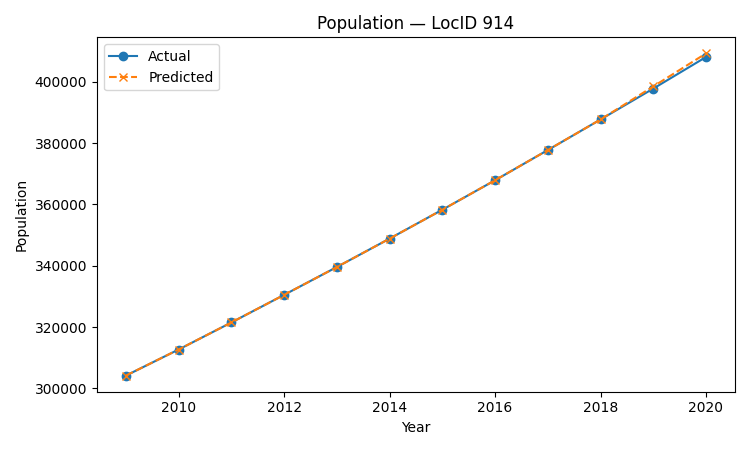 Population — LocID 914
Actual
Predicted
400000
380000
360000
340000
320000
300000
Population
2010 2012 2014 2016 2018 2020
Year